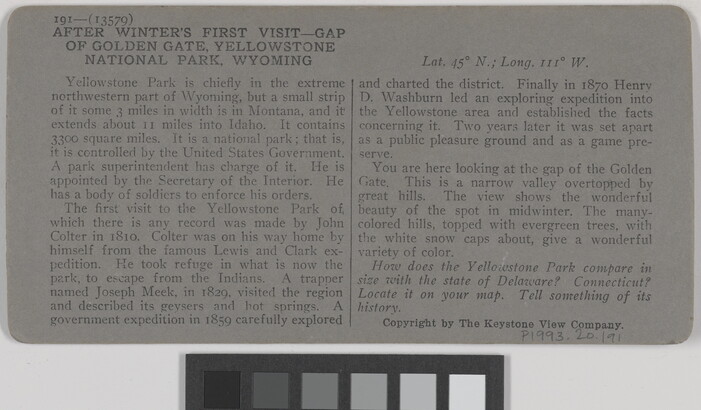 191—(13579)
AFTER WINTER'S FIRST VISIT—GAP
OF GOLDEN GATE, YELLOWSTONE
NATIONAL PARK, WYOMING
Lat. 45° N.; Long. 111° W.
Yellowstone Park is chiefly in the extreme
northwestern part of Wyoming, but a small strip
of it some 3 miles in width is in Montana, and it
extends about 11 miles into Idaho. It contains
3300 square miles. It is a national park; that is,
it is controlled by the United States Government.
A park superintendent has charge of it. He is
appointed by the Secretary of the Interior. He
has a body of soldiers to enforce his orders.
The first visit to the Yellowstone Park of
which there is any record was made by John
Colter in 1810. Colter was on his way home by
himself from the famous Lewis and Clark ex-
pedition. He took refuge in what is now the
park, to escape from the Indians. A trapper
named Joseph Meek, in 1829, visited the region
and described its geysers and hot springs. A
government expedition in 1859 carefully explored
and charted the district. Finally in 1870 Henry
D. Washburn led an exploring expedition into
the Yellowstone area and established the facts
concerning it. Two years later it was set apart
as a public pleasure ground and as a game pre-
serve.
You are here looking at the gap of the Golden
Gate. This is a narrow valley overtopped by
great hills. The view shows the wonderful
beauty of the spot in midwinter. The many-
colored hills, topped with evergreen trees, with
the white snow caps about, give a wonderful
variety of color.
How does the Yellowstone Park compare in
size with the state of Delaware? Connecticut?
Locate it on your map. Tell something of its
history.
Copyright by The Keystone View Company.
P1993.20.191